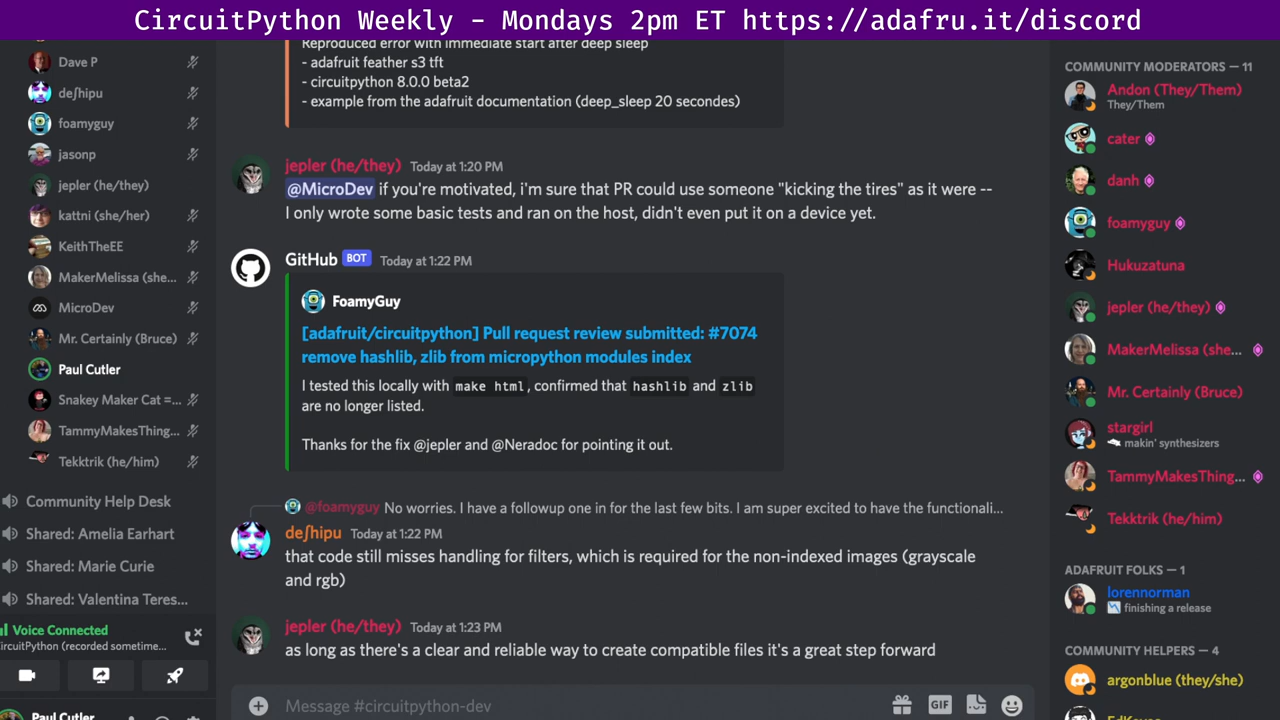 CircuitPython Weekly - Mondays 2pm ET https://adafru.it/discord
Dave P
de∫hipu
foamyguy
jasonp
jepler (he/they)
kattni (she/her)
KeithTheEE
MakerMelissa (she...
MicroDev
Mr. Certainly (Bruce)
Paul Cutler
Snakey Maker Cat =...
TammyMakesThing...
Tekktrik (he/him)
Community Help Desk
Shared: Amelia Earhart
Shared: Marie Curie
Shared: Valentina Teres...
Voice Connected
CircuitPython (recorded sometime...
Paul Cutler
Reproduced error with immediate start after deep sleep
- adafruit feather s3 tft
- circuitpython 8.0.0 beta2
- example from the adafruit documentation (deep_sleep 20 secondes)
jepler (he/they) Today at 1:20 PM
@MicroDev if you're motivated, i'm sure that PR could use someone "kicking the tires" as it were --
I only wrote some basic tests and ran on the host, didn't even put it on a device yet.
GitHub BOT Today at 1:22 PM
FoamyGuy
[adafruit/circuitpython] Pull request review submitted: #7074
remove hashlib, zlib from micropython modules index
I tested this locally with make html, confirmed that hashlib and zlib
are no longer listed.
Thanks for the fix @jepler and @Neradoc for pointing it out.
@foamyguy No worries. I have a followup one in for the last few bits. I am super excited to have the functionali...
de∫hipu Today at 1:22 PM
that code still misses handling for filters, which is required for the non-indexed images (grayscale
and rgb)
jepler (he/they) Today at 1:23 PM
as long as there's a clear and reliable way to create compatible files it's a great step forward
Message #circuitpython-dev
GIF
COMMUNITY MODERATORS — 11
Andon (They/Them)
They/Them
cater
danh
foamyguy
Hukuzatuna
jepler (he/they)
MakerMelissa (she...
Mr. Certainly (Bruce)
stargirl
makin' synthesizers
TammyMakesThing...
Tekktrik (he/him)
ADAFRUIT FOLKS — 1
lorennorman
finishing a release
COMMUNITY HELPERS — 4
argonblue (they/she)